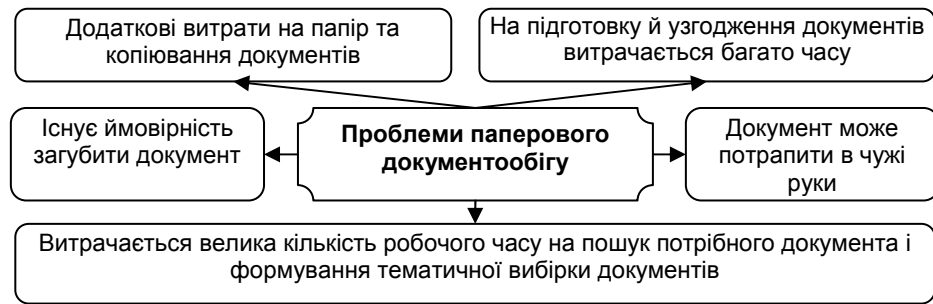 Додаткові витрати на папір та
копіювання документів
На підготовку й узгодження документів
витрачається багато часу
Існує ймовірність
загубити документ
Проблеми паперового
документообігу
Документ може
потрапити в чужі
руки
Витрачається велика кількість робочого часу на пошук потрібного документа і
формування тематичної вибірки документів